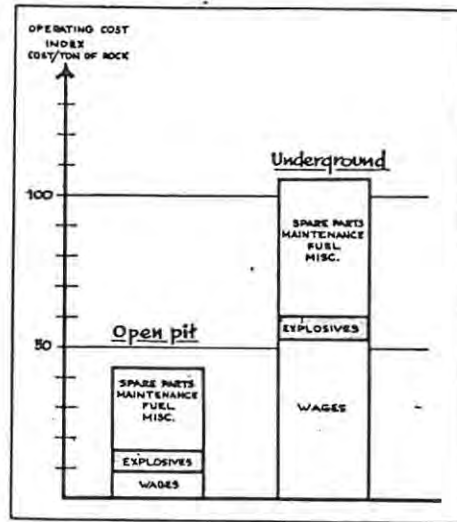 OPERATING COST
INDEX
COST/TON OF ROCK
Underground
100
SPARE PARTS
MAINTENANCE
FUEL
MISC.
EXPLOSIVES
Open pit
50
SPARE PARTS
MAINTENANCE
FUEL
MISC.
WAGES
EXPLOSIVES
WAGES